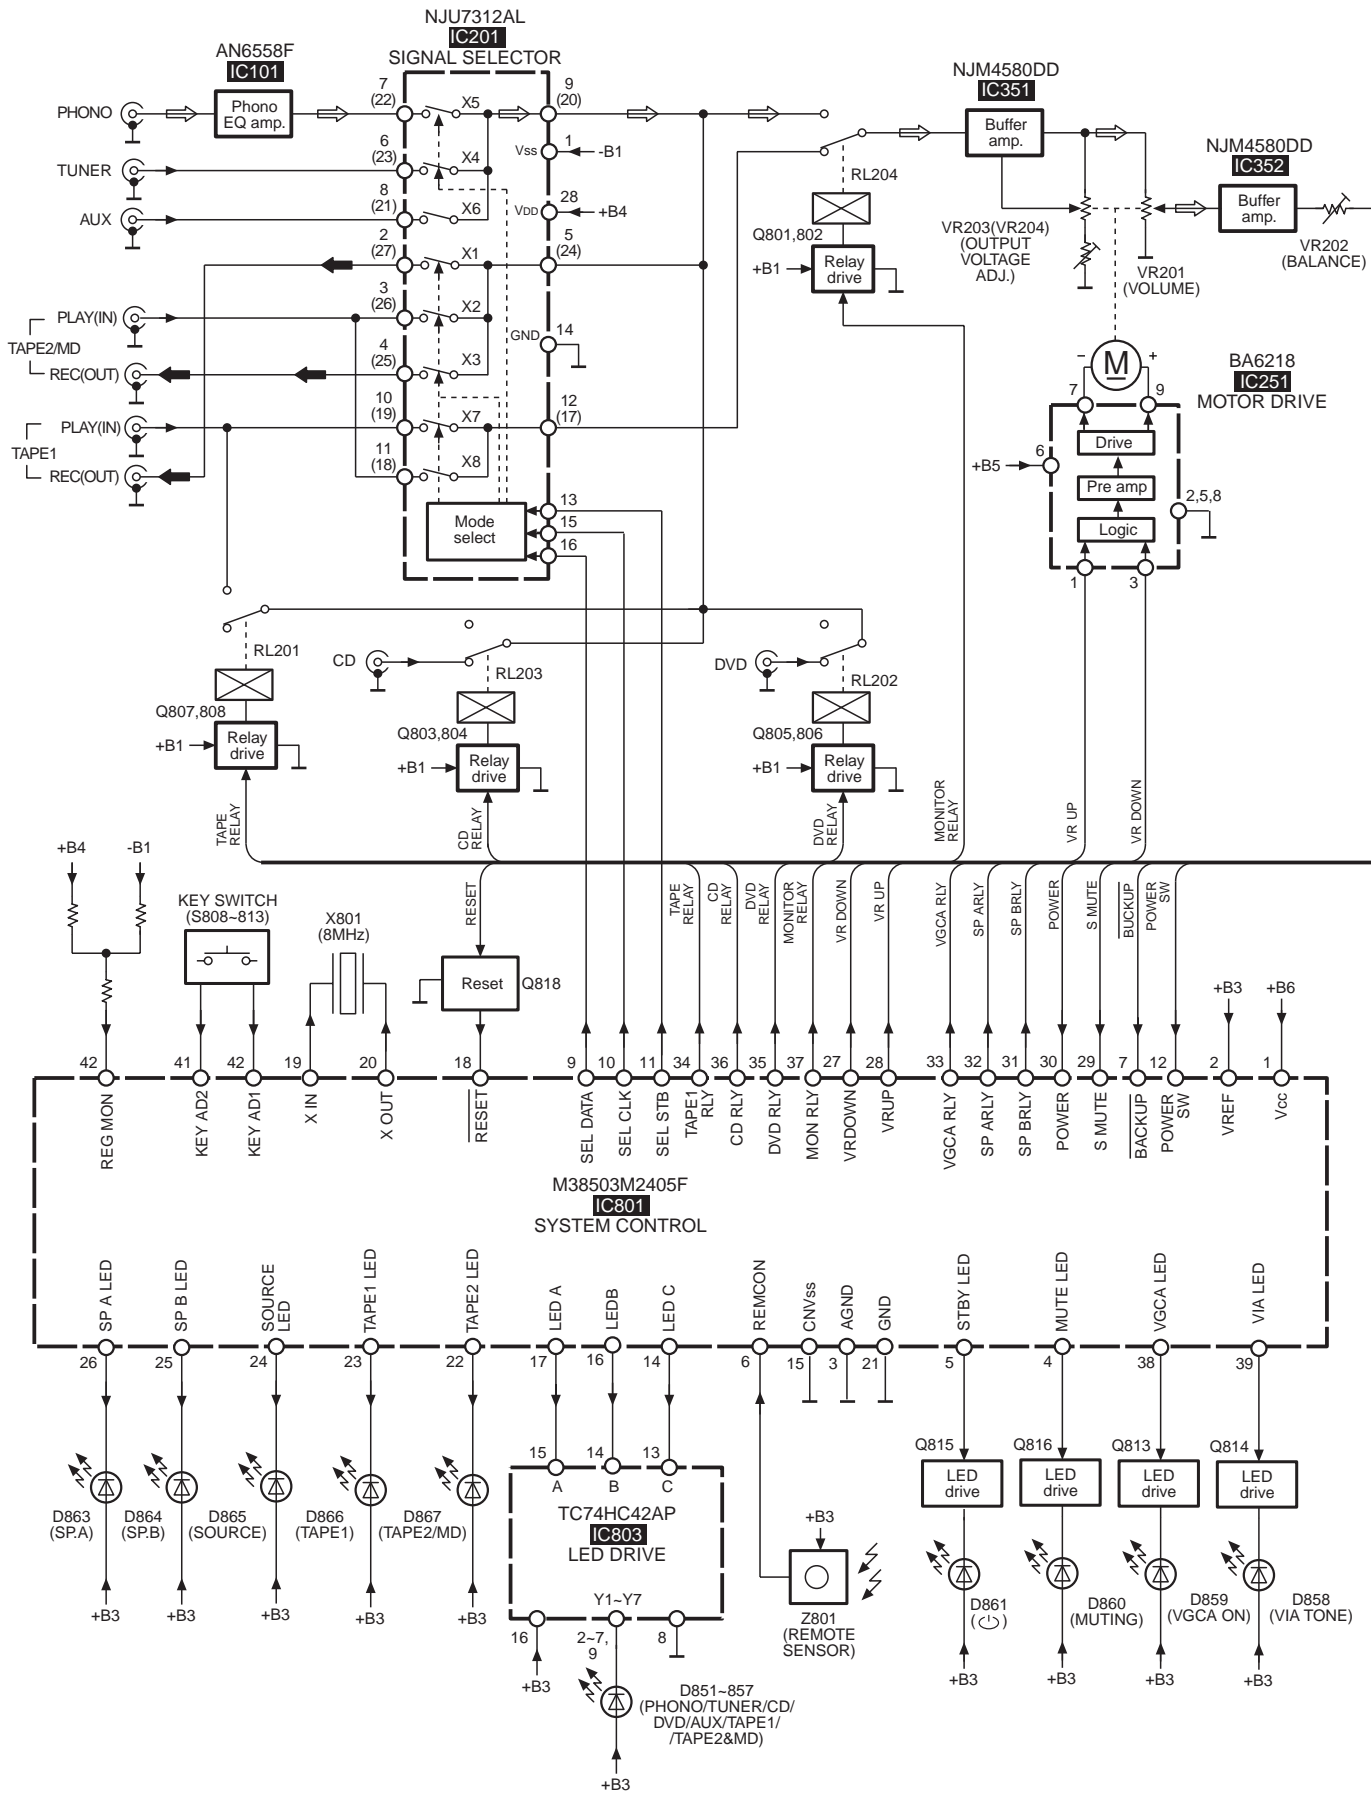 NJU7312AL
IC201
SIGNAL SELECTOR
AN6558F
IC101
PHONO
Phono
EQ amp.
7
(22)
X5
9
(20)
TUNER
6
(23)
X4
1
Vss
-B1
AUX
8
(21)
X6
28
VDD
+B4
2
(27)
X1
5
(24)
3
(26)
X2
PLAY(IN)
TAPE2/MD
REC(OUT)
4
(25)
X3
GND
14
10
(19)
X7
12
(17)
PLAY(IN)
TAPE1
REC(OUT)
11
(18)
X8
Mode
select
13
15
16
NJM4580DD
IC351
Buffer
amp.
NJM4580DD
IC352
Buffer
amp.
RL204
Q801,802
+B1
Relay
drive
VR203(VR204)
(OUTPUT
VOLTAGE
ADJ.)
VR201
(VOLUME)
VR202
(BALANCE)
M
-
+
7
9
BA6218
IC251
MOTOR DRIVE
Drive
6
+B5
Pre amp
2,5,8
Logic
1
3
RL201
CD
RL203
DVD
RL202
Q807,808
+B1
Relay
drive
Q803,804
+B1
Relay
drive
Q805,806
+B1
Relay
drive
TAPE
RELAY
CD
RELAY
DVD
RELAY
MONITOR
RELAY
VR UP
VR DOWN
+B4
-B1
KEY SWITCH
(S808~813)
X801
(8MHz)
RESET
Reset
Q818
TAPE
RELAY
CD
RELAY
DVD
RELAY
MONITOR
RELAY
VR DOWN
VR UP
VGCA RLY
SP ARLY
SP BRLY
POWER
S MUTE
BUCKUP
POWER
SW
+B3
+B6
42
41
42
19
20
18
9
10
11
34
36
35
37
27
28
33
32
31
30
29
7
12
2
1
REG MON
KEY AD2
KEY AD1
X IN
X OUT
RESET
SEL DATA
SEL CLK
SEL STB
TAPE1
RLY
CD RLY
DVD RLY
MON RLY
VRDOWN
VRUP
VGCA RLY
SP ARLY
SP BRLY
POWER
S MUTE
BACKUP
POWER
SW
VREF
Vcc
M38503M2405F
IC801
SYSTEM CONTROL
SP A LED
SP B LED
SOURCE
LED
TAPE1 LED
TAPE2 LED
LED A
LEDB
LED C
REMCON
CNVss
AGND
GND
STBY LED
MUTE LED
VGCA LED
VIA LED
26
25
24
23
22
17
16
14
6
15
3
21
5
4
38
39
D863
(SP.A)
D864
(SP.B)
D865
(SOURCE)
D866
(TAPE1)
D867
(TAPE2/MD)
+B3
+B3
+B3
+B3
+B3
15
14
13
A
B
C
TC74HC42AP
IC803
LED DRIVE
Y1~Y7
16
2~7,
9
8
+B3
D851~857
(PHONO/TUNER/CD/
DVD/AUX/TAPE1/
/TAPE2&MD)
+B3
+B3
Z801
(REMOTE
SENSOR)
Q815
LED
drive
Q816
LED
drive
Q813
LED
drive
Q814
LED
drive
D861
(⏻)
D860
(MUTING)
D859
(VGCA ON)
D858
(VIA TONE)
+B3
+B3
+B3
+B3